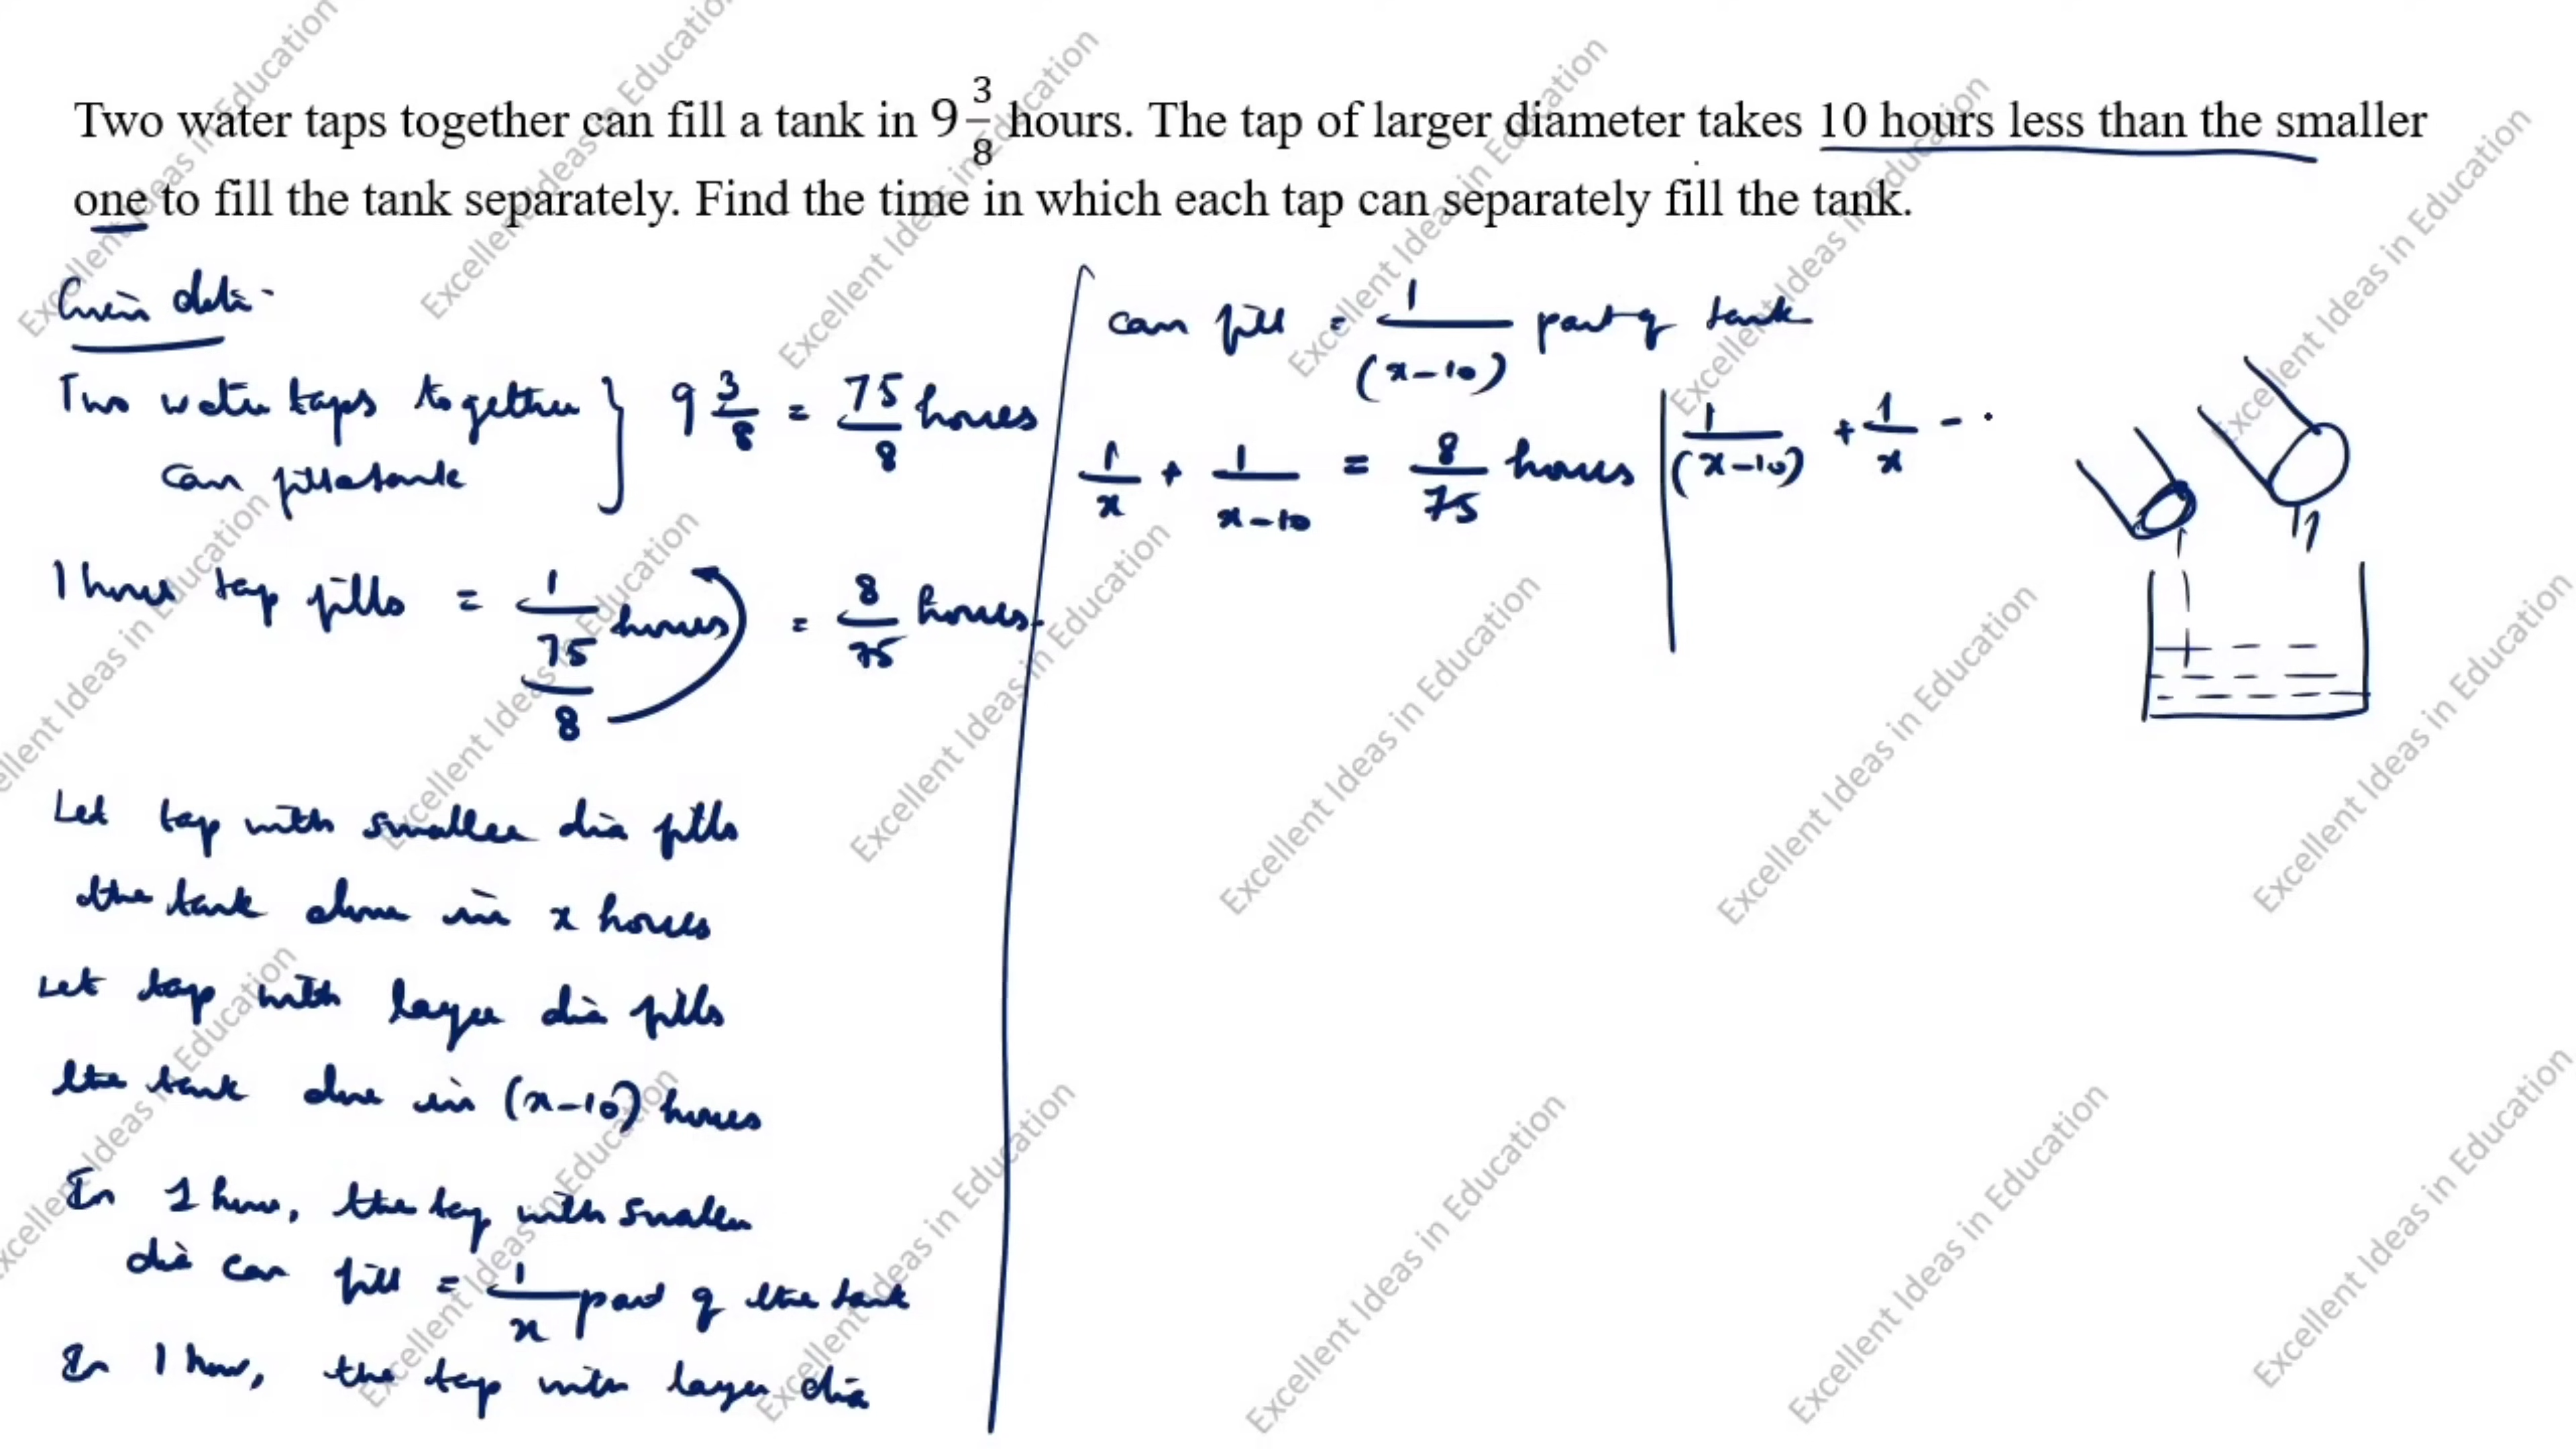 Two water taps together can fill a tank in 9 3/8 hours. The tap of larger diameter takes 10 hours less than the smaller
one to fill the tank separately. Find the time in which each tap can separately fill the tank.
Given data -
Two water taps together } 9 3/8 = 75/8 hours
can fill a tank
1 hour tap fills = 1/(75/8) hours = 8/75 hours.
Let tap with smaller dia fills
the tank alone in x hours
Let tap with larger dia fills
the tank alone in (x-10) hours
In 1 hour, the tap with smaller
dia can fill = 1/x part of the tank
In 1 hour, the tap with larger dia
can fill = 1/(x-10) part of tank
1/x + 1/x-10 = 8/75 hours
1/(x-10) + 1/x -
Excellent Ideas in Education